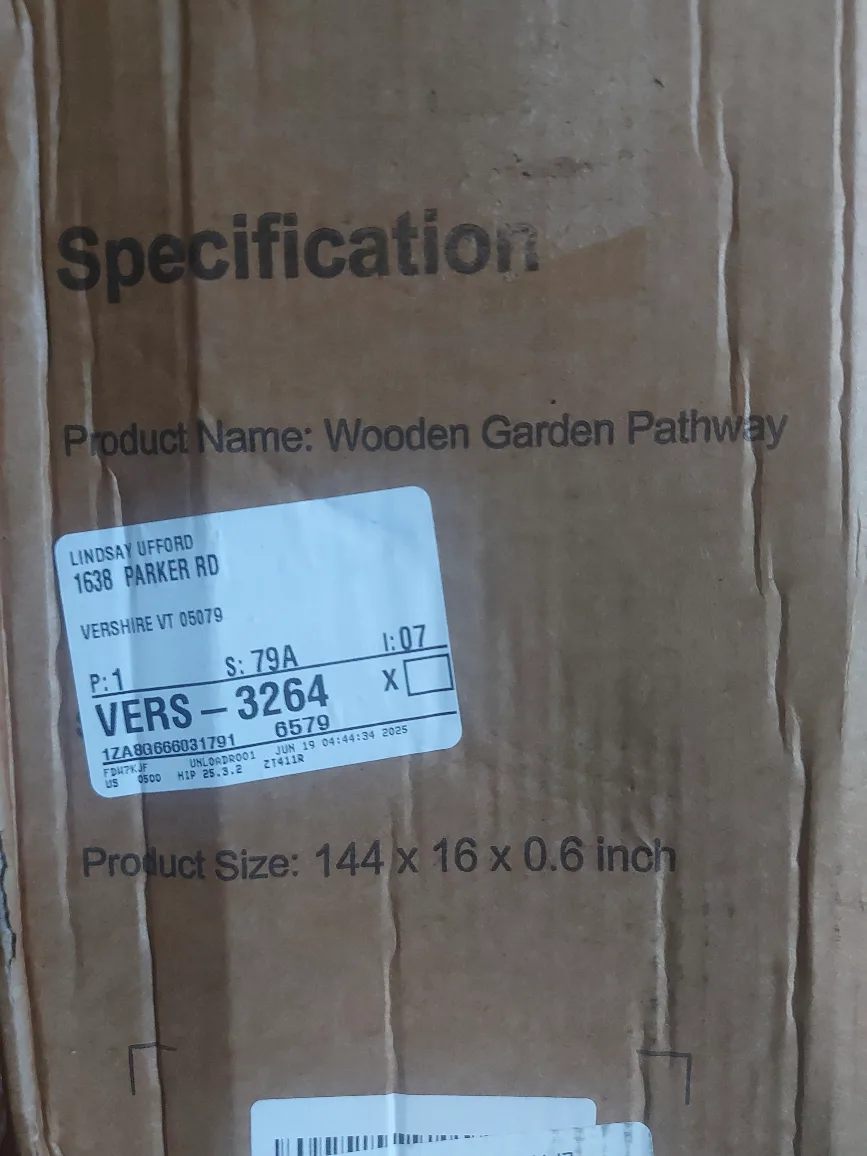 Specification
Product Name: Wooden Garden Pathway
LINDSAY UFFORD
1638 PARKER RD
VERSHIRE VT 05079
P: 1 S: 79A I: 07
VERS – 3264 X
1ZA8G666031791 6579
FDW7KJF UNLOADR001 JUN 19 04:44:34 2025
US 0500 HIP 25.3.2 ZT411R
Product Size: 144 x 16 x 0.6 inch